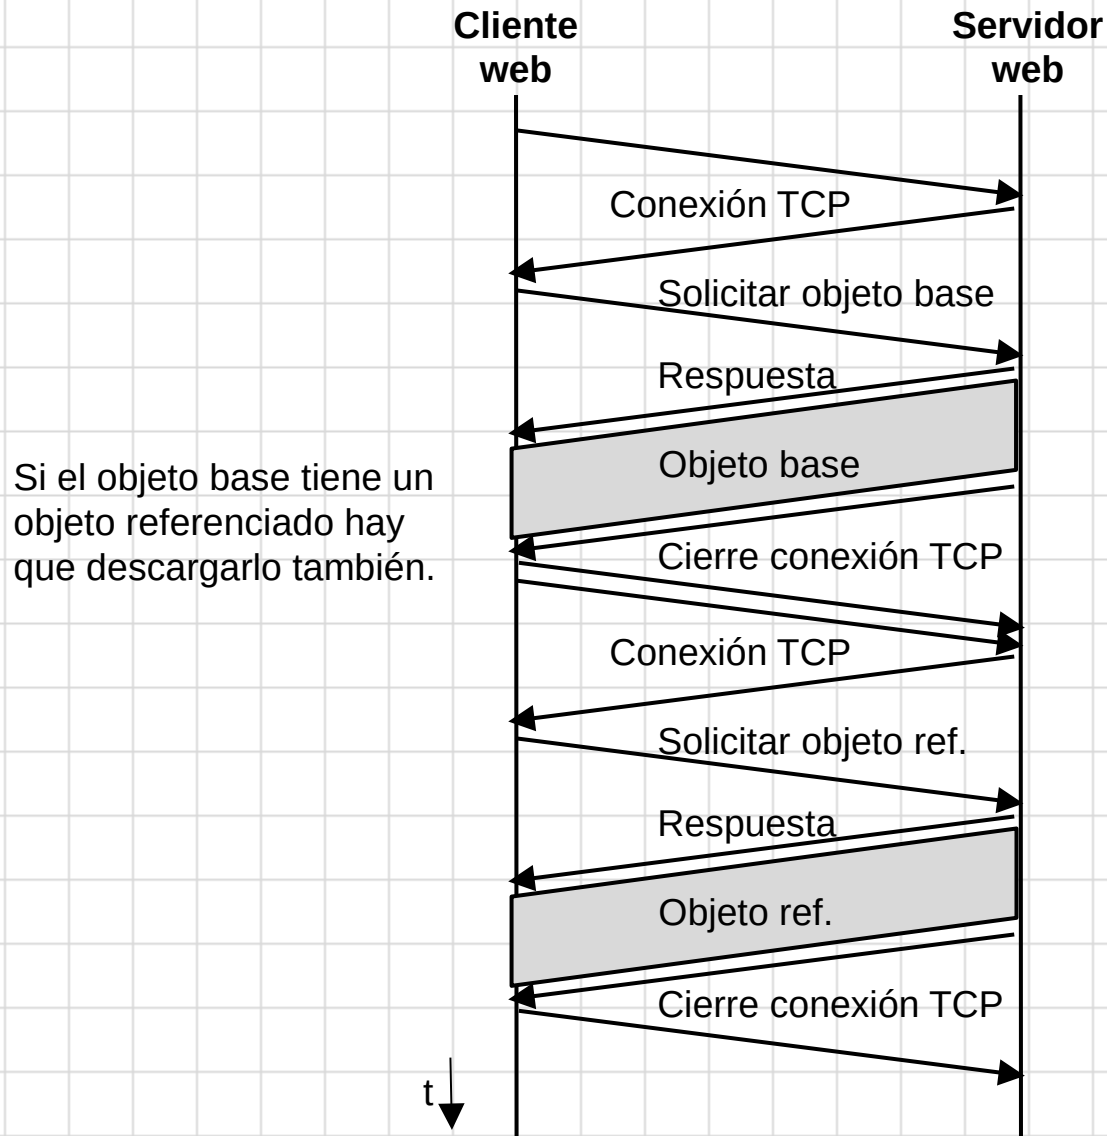 Cliente
web
Servidor
web
Conexión TCP
Solicitar objeto base
Respuesta
Objeto base
Si el objeto base tiene un
objeto referenciado hay
que descargarlo también.
Cierre conexión TCP
Conexión TCP
Solicitar objeto ref.
Respuesta
Objeto ref.
Cierre conexión TCP
t